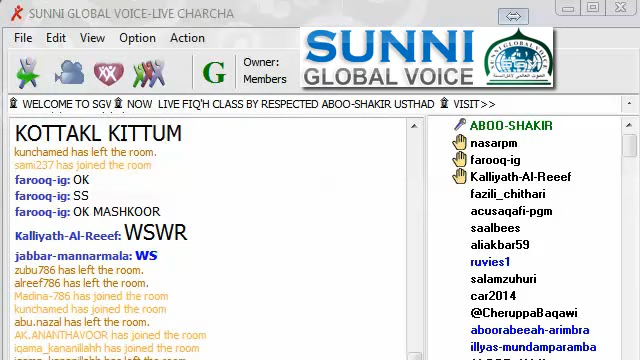 SUNNI GLOBAL VOICE-LIVE CHARCHA
File View Option Action
G Owner:
Members
SUNNI
GLOBAL VOICE
WELCOME TO SGV NOW LIVE FIQ'H CLASS BY RESPECTED ABOO-SHAKIR USTHAD VISIT>>
KOTTAKL KITTUM
kunchamed has left the room.
sami237 has joined the room
farooq-ig: OK
farooq-ig: SS
farooq-ig: OK MASHKOOR
Kalliyath-Al-Reeef: WSWR
jabbar-mannarmala: WS
zubu786 has left the room.
alreef786 has left the room.
Madina-786 has joined the room
kunchamed has joined the room
abu.nazal has left the room.
AK.ANANTHAVOOR has joined the room
iqama_kananillahh has joined the room
ABOO-SHAKIR
nasarpm
farooq-ig
Kalliyath-Al-Reeef
fazili_chithari
acusaqafi-pgm
saalbees
aliakbar59
ruvies1
salamzuhuri
car2014
@CheruppaBaqawi
aboorabeeah-arimbra
illyas-mundamparamba